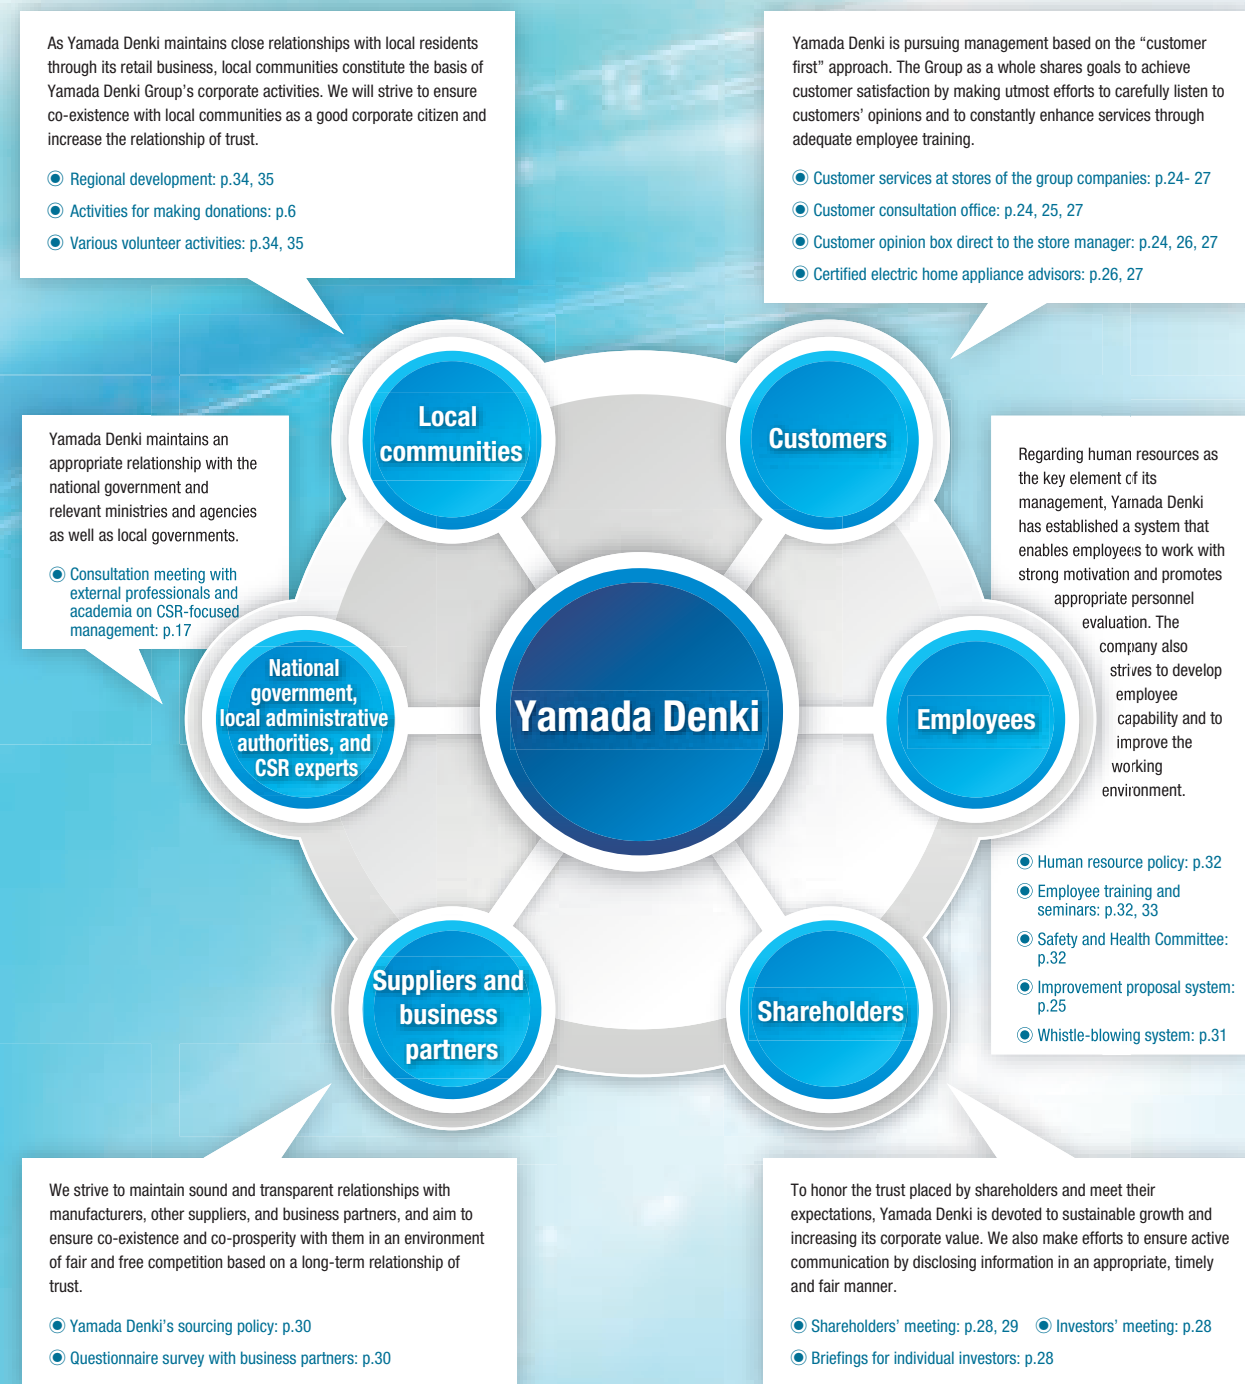 As Yamada Denki maintains close relationships with local residents
through its retail business, local communities constitute the basis of
Yamada Denki Group's corporate activities. We will strive to ensure
co-existence with local communities as a good corporate citizen and
increase the relationship of trust.
Regional development: p.34, 35
Activities for making donations: p.6
Various volunteer activities: p.34, 35
Yamada Denki is pursuing management based on the “customer
first” approach. The Group as a whole shares goals to achieve
customer satisfaction by making utmost efforts to carefully listen to
customers' opinions and to constantly enhance services through
adequate employee training.
Customer services at stores of the group companies: p.24- 27
Customer consultation office: p.24, 25, 27
Customer opinion box direct to the store manager: p.24, 26, 27
Certified electric home appliance advisors: p.26, 27
Local
communities
Customers
Yamada Denki maintains an
appropriate relationship with the
national government and
relevant ministries and agencies
as well as local governments.
Consultation meeting with
external professionals and
academia on CSR-focused
management: p.17
Regarding human resources as
the key element of its
management, Yamada Denki
has established a system that
enables employees to work with
strong motivation and promotes
appropriate personnel
evaluation. The
company also
strives to develop
employee
capability and to
improve the
working
environment.
National
government,
local administrative
authorities, and
CSR experts
Yamada Denki
Employees
Human resource policy: p.32
Employee training and
seminars: p.32, 33
Safety and Health Committee:
p.32
Improvement proposal system:
p.25
Whistle-blowing system: p.31
Suppliers and
business
partners
Shareholders
We strive to maintain sound and transparent relationships with
manufacturers, other suppliers, and business partners, and aim to
ensure co-existence and co-prosperity with them in an environment
of fair and free competition based on a long-term relationship of
trust.
Yamada Denki's sourcing policy: p.30
Questionnaire survey with business partners: p.30
To honor the trust placed by shareholders and meet their
expectations, Yamada Denki is devoted to sustainable growth and
increasing its corporate value. We also make efforts to ensure active
communication by disclosing information in an appropriate, timely
and fair manner.
Shareholders' meeting: p.28, 29 Investors' meeting: p.28
Briefings for individual investors: p.28